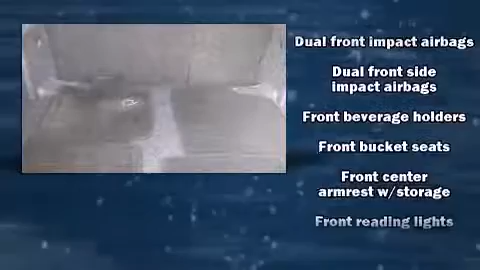 Dual front impact airbags
Dual front side
impact airbags
Front beverage holders
Front bucket seats
Front center
armrest w/storage
Front reading lights